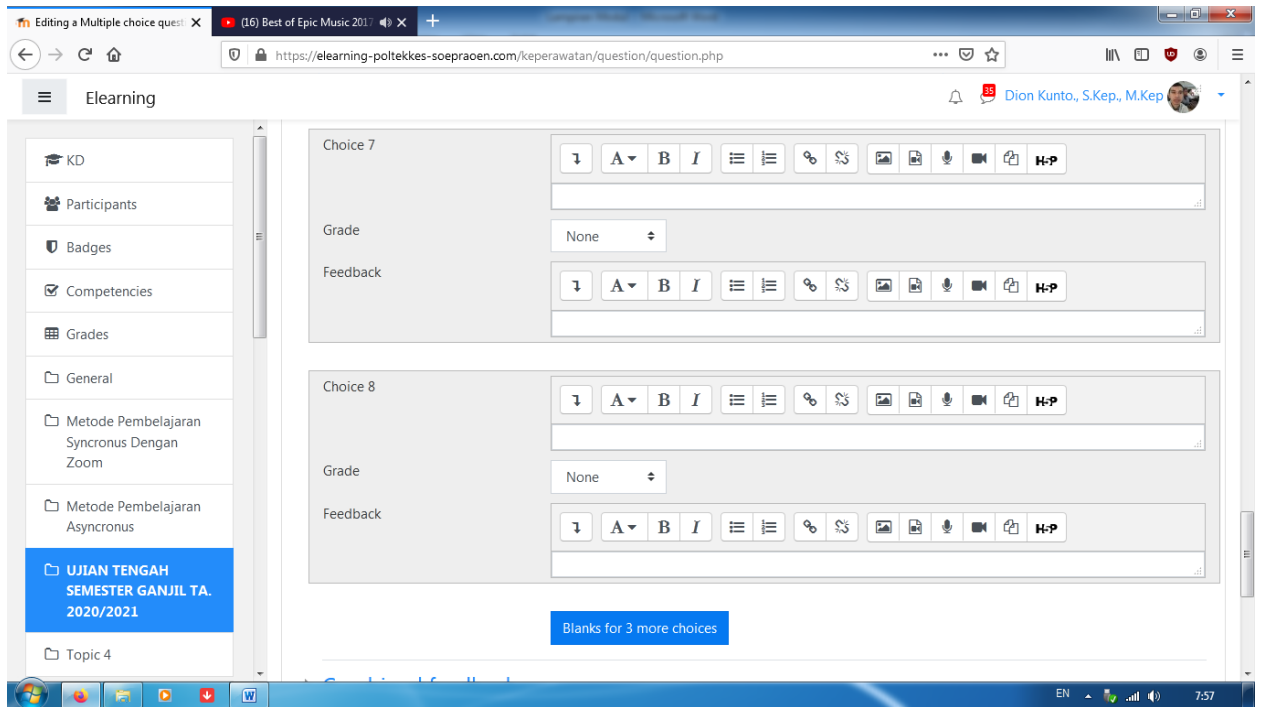 Editing a Multiple choice quest
(16) Best of Epic Music 2017
https://elearning-poltekkes-soepraoen.com/keperawatan/question/question.php
Elearning
35
Dion Kunto., S.Kep., M.Kep
KD
Participants
Badges
Competencies
Grades
General
Metode Pembelajaran
Syncronus Dengan
Zoom
Metode Pembelajaran
Asyncronus
UJIAN TENGAH
SEMESTER GANJIL TA.
2020/2021
Topic 4
Choice 7
A B I
H-P
Grade
None
Feedback
A B I
H-P
Choice 8
A B I
H-P
Grade
None
Feedback
A B I
H-P
Blanks for 3 more choices
EN
7:57